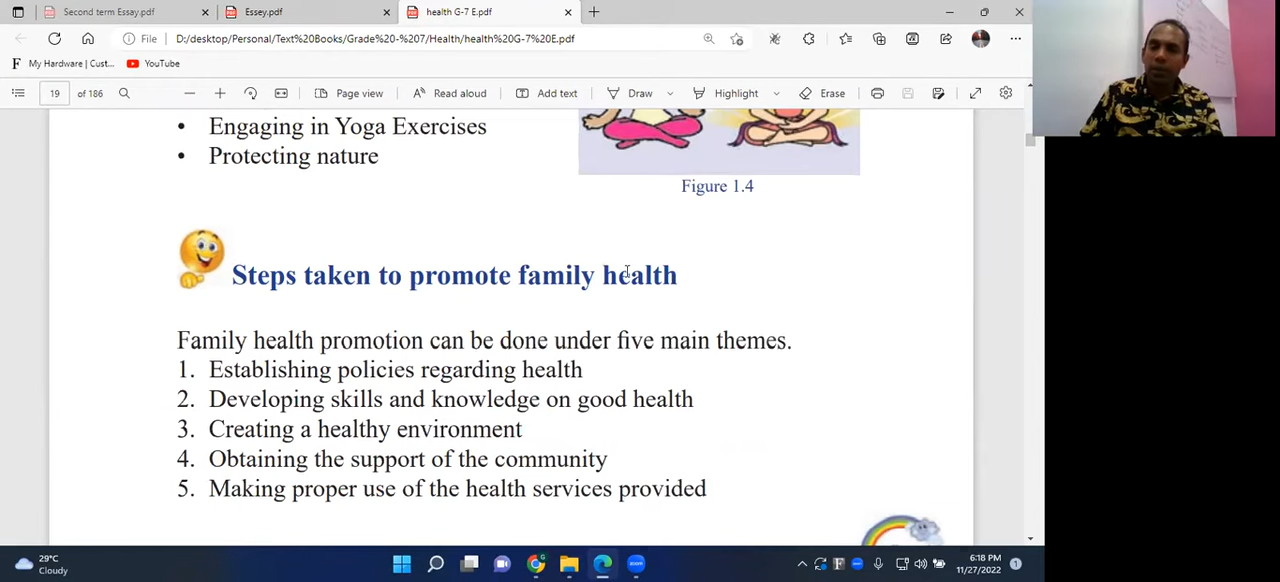 Second term Essay.pdf
Essey.pdf
health G-7 E.pdf
File
D:/desktop/Personal/Text%20Books/Grade%20-%207/Health/health%20G-7%20E.pdf
My Hardware | Cust...
YouTube
19 of 186
Page view
Read aloud
Add text
Draw
Highlight
Erase
• Engaging in Yoga Exercises
• Protecting nature
Figure 1.4
Steps taken to promote family health
Family health promotion can be done under five main themes.
1. Establishing policies regarding health
2. Developing skills and knowledge on good health
3. Creating a healthy environment
4. Obtaining the support of the community
5. Making proper use of the health services provided
29°C
Cloudy
6:18 PM
11/27/2022